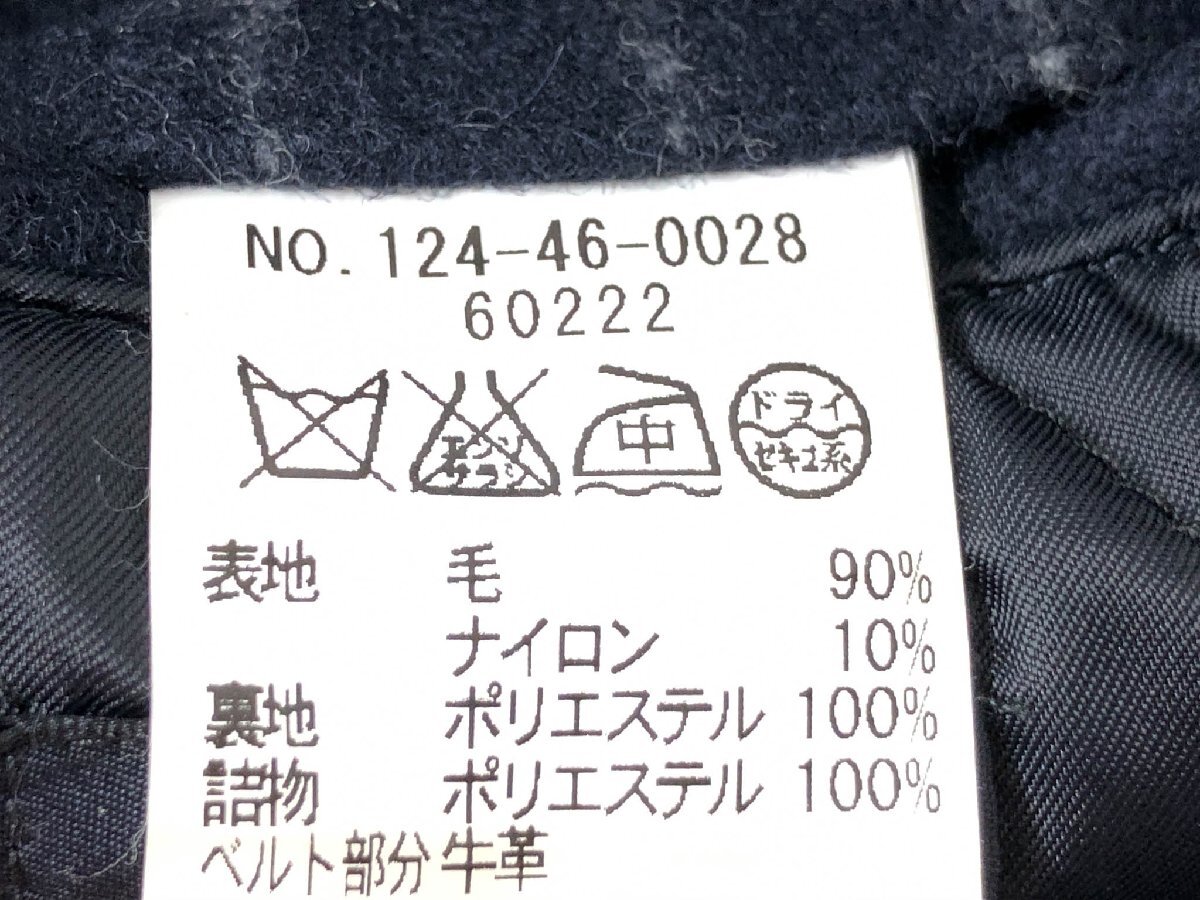 NO. 124-46-0028
60222
エンソサラシ 中 ドライ セキユ系
表地 毛 90%
ナイロン 10%
裏地 ポリエステル 100%
詰物 ポリエステル 100%
ベルト部分 牛革